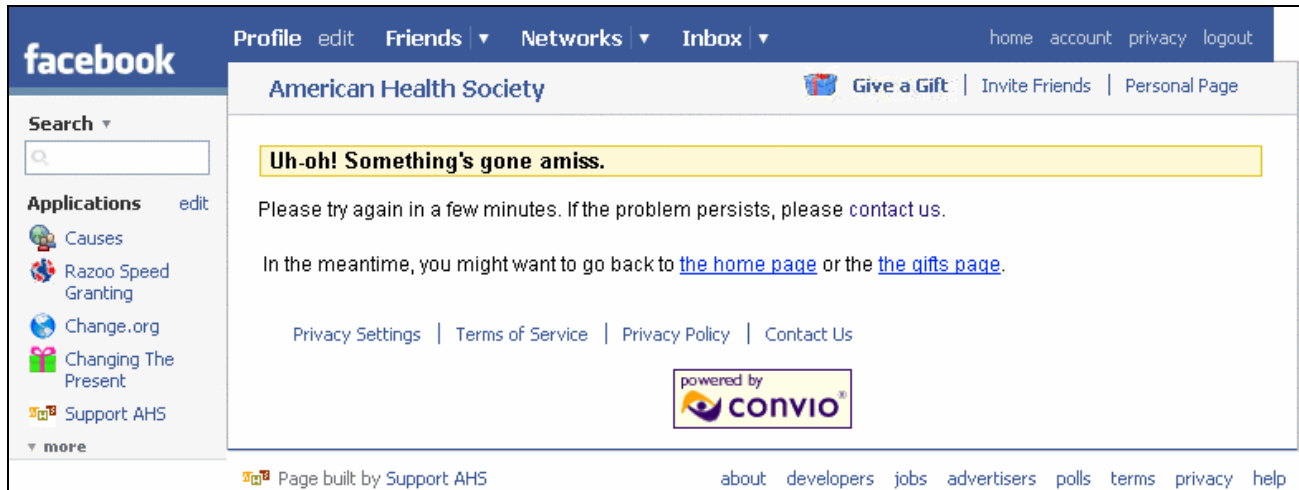 facebook
Profile edit Friends ▼ Networks ▼ Inbox ▼ home account privacy logout
American Health Society
Give a Gift | Invite Friends | Personal Page
Search ▼
Applications edit
Causes
Razoo Speed
Granting
Change.org
Changing The
Present
Support AHS
▼ more
Uh-oh! Something's gone amiss.
Please try again in a few minutes. If the problem persists, please contact us.
In the meantime, you might want to go back to the home page or the the gifts page.
Privacy Settings | Terms of Service | Privacy Policy | Contact Us
powered by
convio®
Page built by Support AHS
about developers jobs advertisers polls terms privacy help